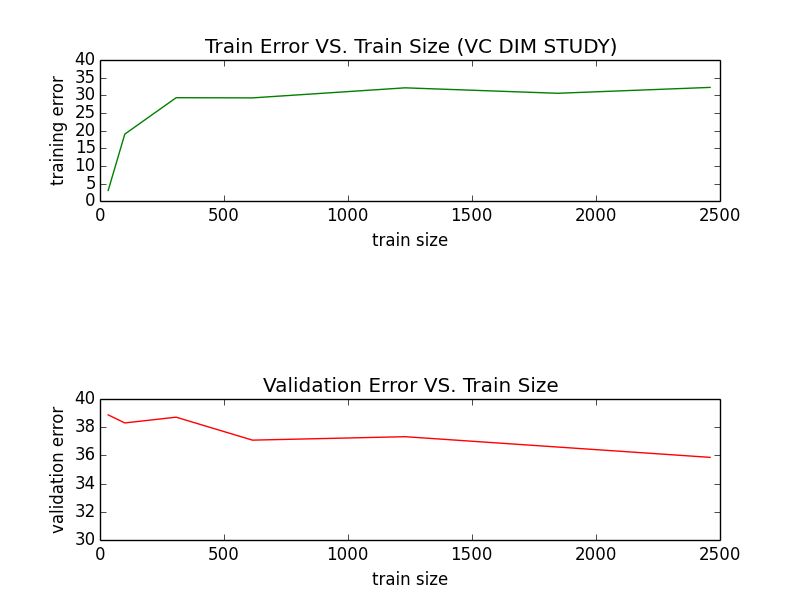 Train Error VS. Train Size (VC DIM STUDY)
training error
40
35
30
25
20
15
10
5
0
0 500 1000 1500 2000 2500
train size
Validation Error VS. Train Size
validation error
40
38
36
34
32
30
0 500 1000 1500 2000 2500
train size